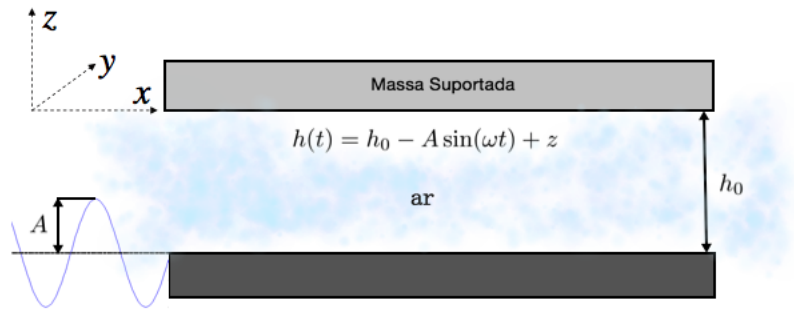 z
y
x
Massa Suportada
h(t) = h₀ − A sin(ωt) + z
h₀
ar
A